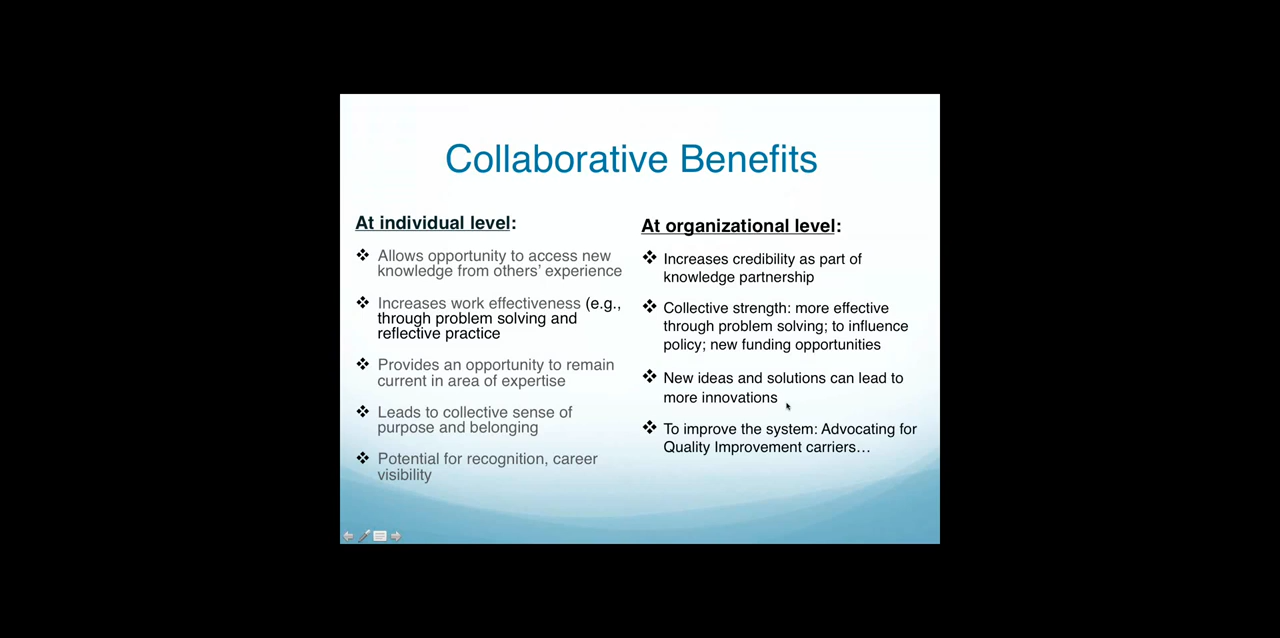 Collaborative Benefits
At individual level:
❖ Allows opportunity to access new
knowledge from others’ experience
❖ Increases work effectiveness (e.g.,
through problem solving and
reflective practice
❖ Provides an opportunity to remain
current in area of expertise
❖ Leads to collective sense of
purpose and belonging
❖ Potential for recognition, career
visibility
At organizational level:
❖ Increases credibility as part of
knowledge partnership
❖ Collective strength: more effective
through problem solving; to influence
policy; new funding opportunities
❖ New ideas and solutions can lead to
more innovations
❖ To improve the system: Advocating for
Quality Improvement carriers…